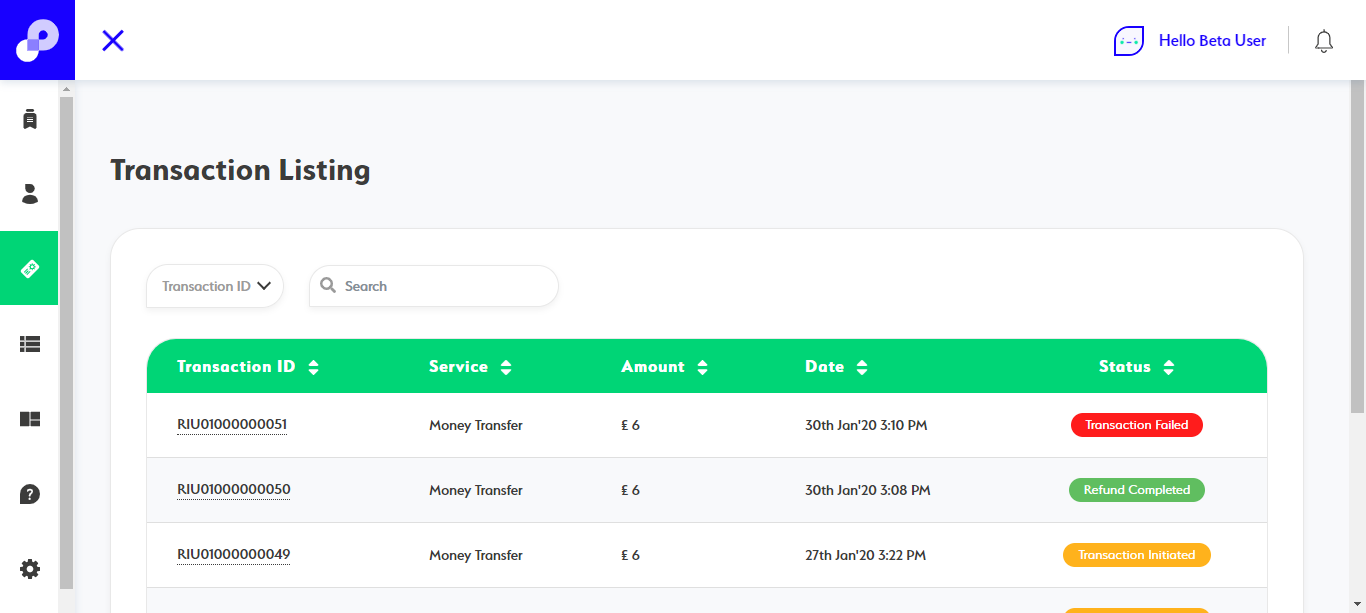 Hello Beta User
Transaction Listing
Transaction ID Search
Transaction ID Service Amount Date Status
RIU01000000051 Money Transfer £ 6 30th Jan'20 3:10 PM Transaction Failed
RIU01000000050 Money Transfer £ 6 30th Jan'20 3:08 PM Refund Completed
RIU01000000049 Money Transfer £ 6 27th Jan'20 3:22 PM Transaction Initiated